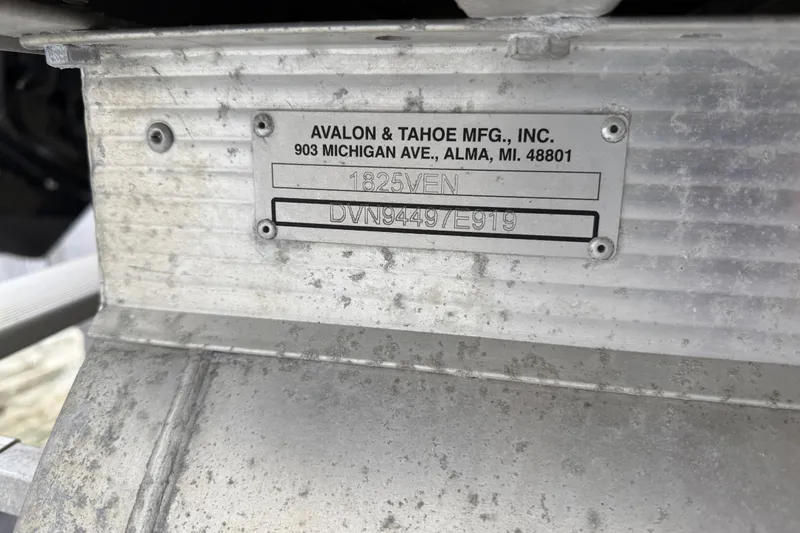 AVALON & TAHOE MFG., INC.
903 MICHIGAN AVE., ALMA, MI. 48801
1825VEN
DVN94497E919